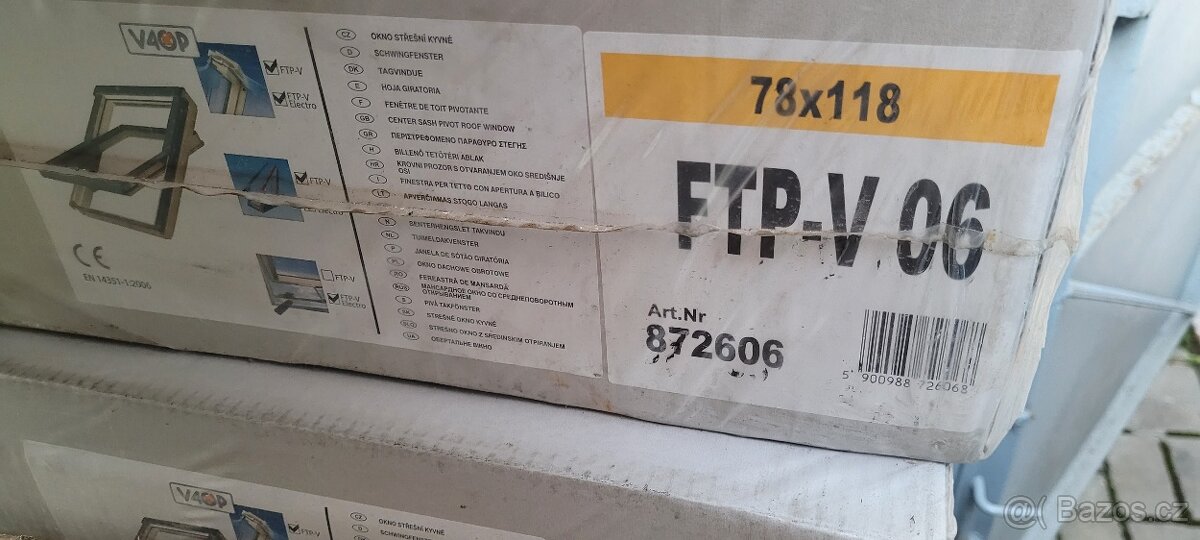 V40P
FTP-V
FTP-V
Electro
FTP-V
Electro
FTP-V
FTP-V
Electro
CE
EN 14351-1:2006
CZ OKNO STŘEŠNÍ KYVNÉ
D SCHWINGFENSTER
DK TAGVINDUE
E HOJA GIRATORIA
F FENÊTRE DE TOIT PIVOTANTE
GB CENTER SASH PIVOT ROOF WINDOW
GR ΠΕΡΙΣΤΡΕΦΟΜΕΝΟ ΠΑΡΑΘΥΡΟ ΣΤΕΓΗΣ
H BILLENŐ TETŐTÉRI ABLAK
HR KROVNI PROZOR S OTVARANJEM OKO SREDIŠNJE
OSI
I FINESTRA PER TETTO CON APERTURA A BILICO
LT APVERČIAMAS STOGO LANGAS
N SENTERHENGSLET TAKVINDU
NL TUIMELDAKVENSTER
P JANELA DE SÓTÃO GIRATÓRIA
PL OKNO DACHOWE OBROTOWE
RO FEREASTRĂ DE MANSARDĂ
RUS МАНСАРДНОЕ ОКНО СО СРЕДНЕПОВОРОТНЫМ
ОТКРЫВАНИЕМ
S PIVÅ TAKFÖNSTER
SK STREŠNÉ OKNO KYVNÉ
SLO STREŠNO OKNO Z SREDINSKIM OTPIRANJEM
UA ОБЕРТАЛЬНЕ ВІКНО
78x118
FTP-V 06
Art.Nr
872606
5 900988 726068
V40P
FTP-V
CZ OKNO STŘEŠNÍ KYVNÉ
D SCHWINGFENSTER
@ Bazos.cz